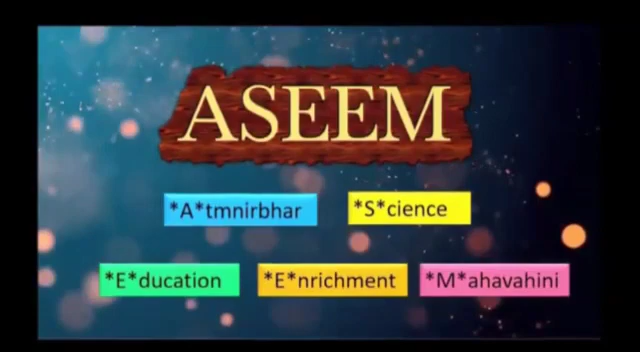 ASEEM
*A*tmnirbhar *S*cience
*E*ducation *E*nrichment *M*ahavahini